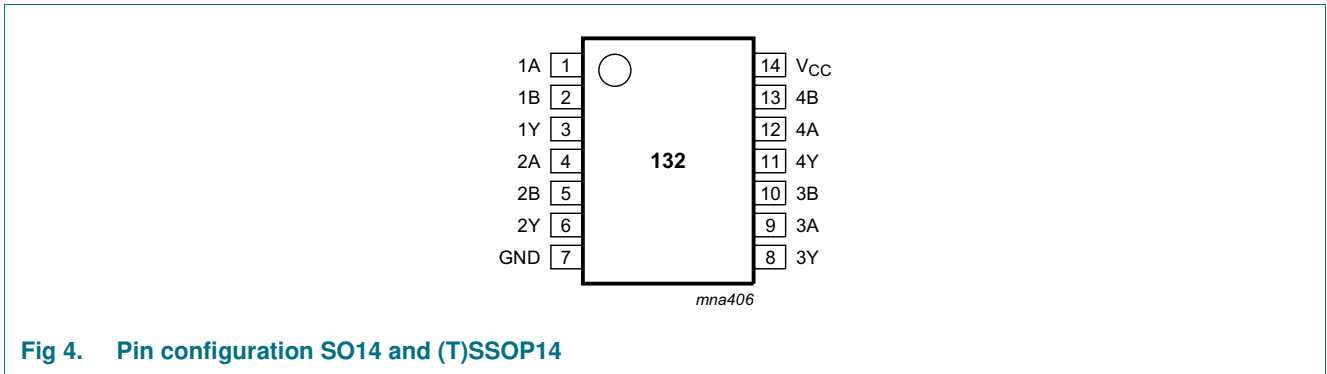 1A 1 14 VCC
1B 2 13 4B
1Y 3 12 4A
2A 4 132 11 4Y
2B 5 10 3B
2Y 6 9 3A
GND 7 8 3Y
mna406
Fig 4. Pin configuration SO14 and (T)SSOP14